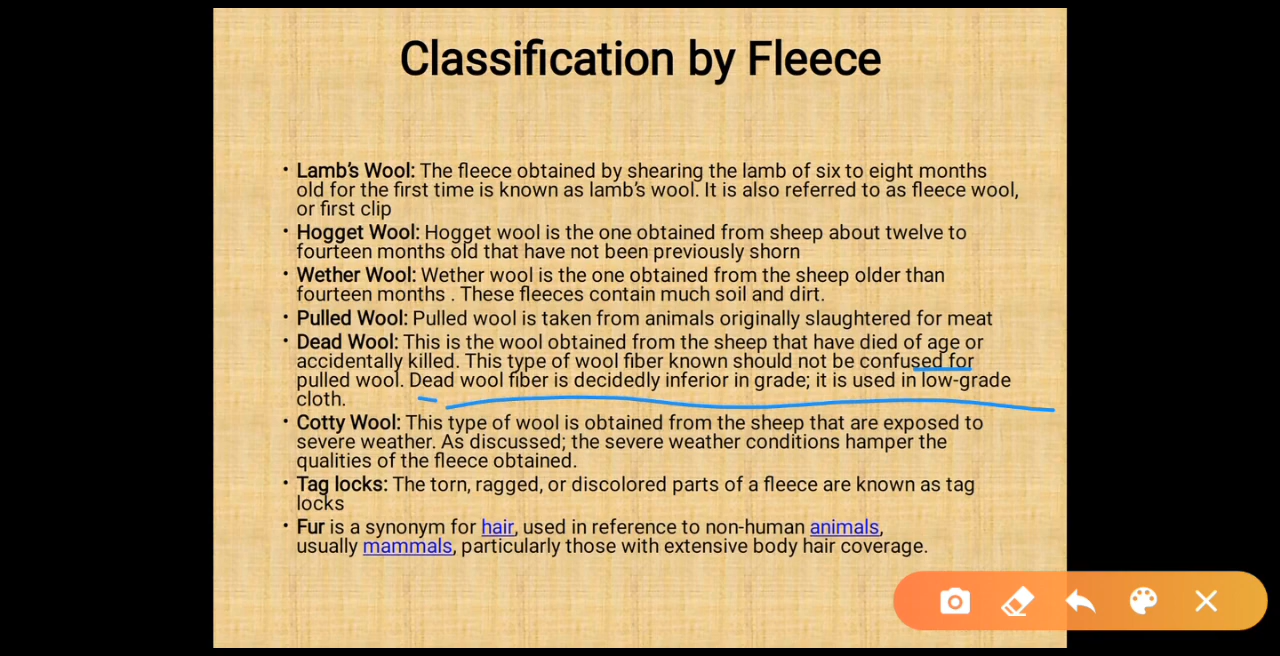 Classification by Fleece
• Lamb's Wool: The fleece obtained by shearing the lamb of six to eight months
old for the first time is known as lamb's wool. It is also referred to as fleece wool,
or first clip
• Hogget Wool: Hogget wool is the one obtained from sheep about twelve to
fourteen months old that have not been previously shorn
• Wether Wool: Wether wool is the one obtained from the sheep older than
fourteen months . These fleeces contain much soil and dirt.
• Pulled Wool: Pulled wool is taken from animals originally slaughtered for meat
• Dead Wool: This is the wool obtained from the sheep that have died of age or
accidentally killed. This type of wool fiber known should not be confused for
pulled wool. Dead wool fiber is decidedly inferior in grade; it is used in low-grade
cloth.
• Cotty Wool: This type of wool is obtained from the sheep that are exposed to
severe weather. As discussed; the severe weather conditions hamper the
qualities of the fleece obtained.
• Tag locks: The torn, ragged, or discolored parts of a fleece are known as tag
locks
• Fur is a synonym for hair, used in reference to non-human animals,
usually mammals, particularly those with extensive body hair coverage.